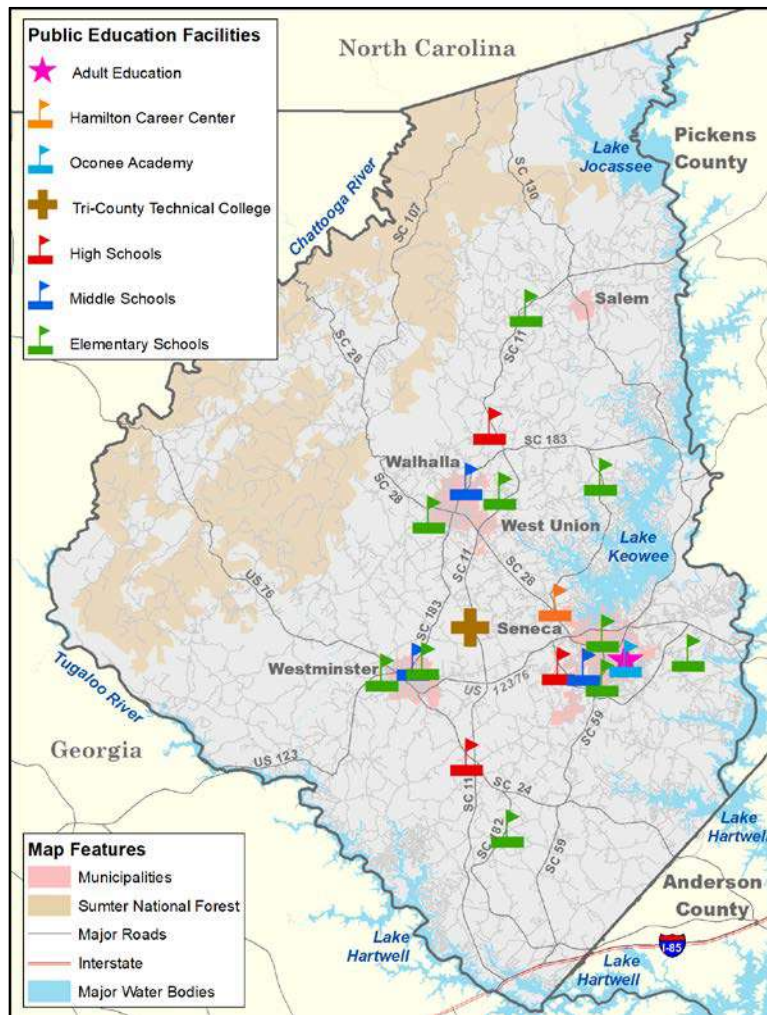 Public Education Facilities
Adult Education
Hamilton Career Center
Oconee Academy
Tri-County Technical College
High Schools
Middle Schools
Elementary Schools
North Carolina
Pickens
County
Lake
Jocassee
Chattooga River
SC 107
SC 130
Salem
SC 28
SC 11
SC 183
Walhalla
SC 28
West Union
Lake
Keowee
SC 11
SC 28
US 76
SC 183
Seneca
Westminster
US 123/76
Tugaloo River
SC 59
Georgia
US 123
SC 11
SC 24
SC 182
SC 59
Lake
Hartwell
Anderson
County
I-85
Lake
Hartwell
Lake
Hartwell
Map Features
Municipalities
Sumter National Forest
Major Roads
Interstate
Major Water Bodies